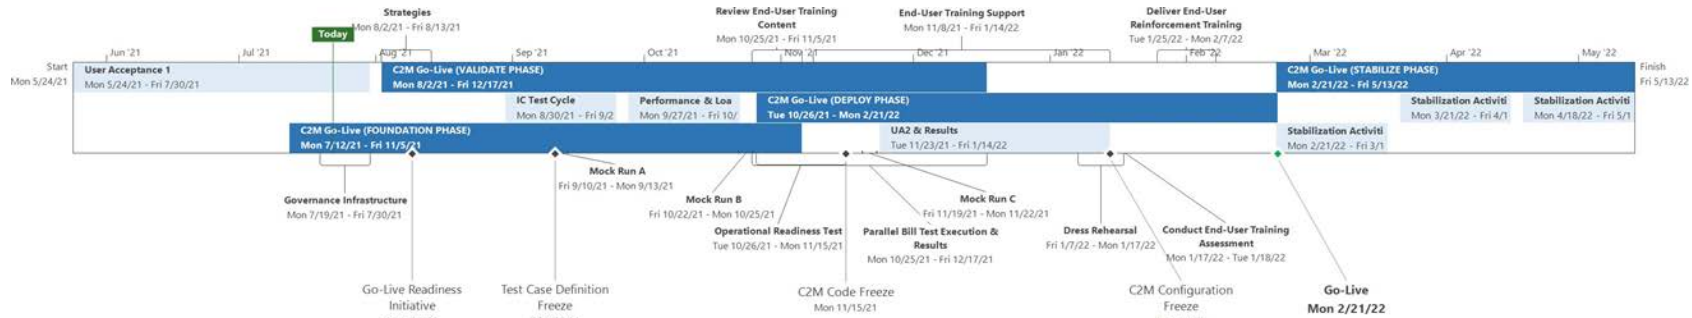 Strategies
Mon 8/2/21 - Fri 8/13/21
Review End-User Training
Content
Mon 10/25/21 - Fri 11/5/21
End-User Training Support
Mon 11/8/21 - Fri 1/14/22
Deliver End-User
Reinforcement Training
Tue 1/25/22 - Mon 2/7/22
Today
Jun '21
Jul '21
Aug '21
Sep '21
Oct '21
Nov '21
Dec '21
Jan '22
Feb '22
Mar '22
Apr '22
May '22
Start
Mon 5/24/21
User Acceptance 1
Mon 5/24/21 - Fri 7/30/21
C2M Go-Live (VALIDATE PHASE)
Mon 8/2/21 - Fri 12/17/21
C2M Go-Live (STABILIZE PHASE)
Mon 2/21/22 - Fri 5/13/22
Finish
Fri 5/13/22
IC Test Cycle
Mon 8/30/21 - Fri 9/2
Performance & Loa
Mon 9/27/21 - Fri 10/
C2M Go-Live (DEPLOY PHASE)
Tue 10/26/21 - Mon 2/21/22
Stabilization Activiti
Mon 3/21/22 - Fri 4/1
Stabilization Activiti
Mon 4/18/22 - Fri 5/1
C2M Go-Live (FOUNDATION PHASE)
Mon 7/12/21 - Fri 11/5/21
UA2 & Results
Tue 11/23/21 - Fri 1/14/22
Stabilization Activiti
Mon 2/21/22 - Fri 3/1
Mock Run A
Fri 9/10/21 - Mon 9/13/21
Governance Infrastructure
Mon 7/19/21 - Fri 7/30/21
Mock Run B
Fri 10/22/21 - Mon 10/25/21
Mock Run C
Fri 11/19/21 - Mon 11/22/21
Operational Readiness Test
Tue 10/26/21 - Mon 11/15/21
Parallel Bill Test Execution &
Results
Mon 10/25/21 - Fri 12/17/21
Dress Rehearsal
Fri 1/7/22 - Mon 1/17/22
Conduct End-User Training
Assessment
Mon 1/17/22 - Tue 1/18/22
Go-Live Readiness
Initiative
Test Case Definition
Freeze
C2M Code Freeze
Mon 11/15/21
C2M Configuration
Freeze
Go-Live
Mon 2/21/22